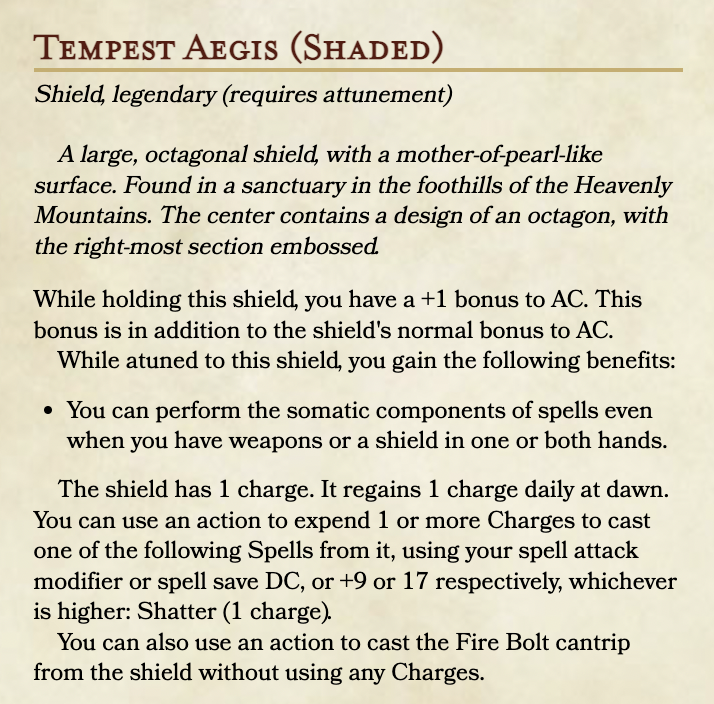 Tempest Aegis (Shaded)
Shield, legendary (requires attunement)
A large, octagonal shield, with a mother-of-pearl-like
surface. Found in a sanctuary in the foothills of the Heavenly
Mountains. The center contains a design of an octagon, with
the right-most section embossed.
While holding this shield, you have a +1 bonus to AC. This
bonus is in addition to the shield's normal bonus to AC.
While atuned to this shield, you gain the following benefits:
• You can perform the somatic components of spells even
when you have weapons or a shield in one or both hands.
The shield has 1 charge. It regains 1 charge daily at dawn.
You can use an action to expend 1 or more Charges to cast
one of the following Spells from it, using your spell attack
modifier or spell save DC, or +9 or 17 respectively, whichever
is higher: Shatter (1 charge).
You can also use an action to cast the Fire Bolt cantrip
from the shield without using any Charges.